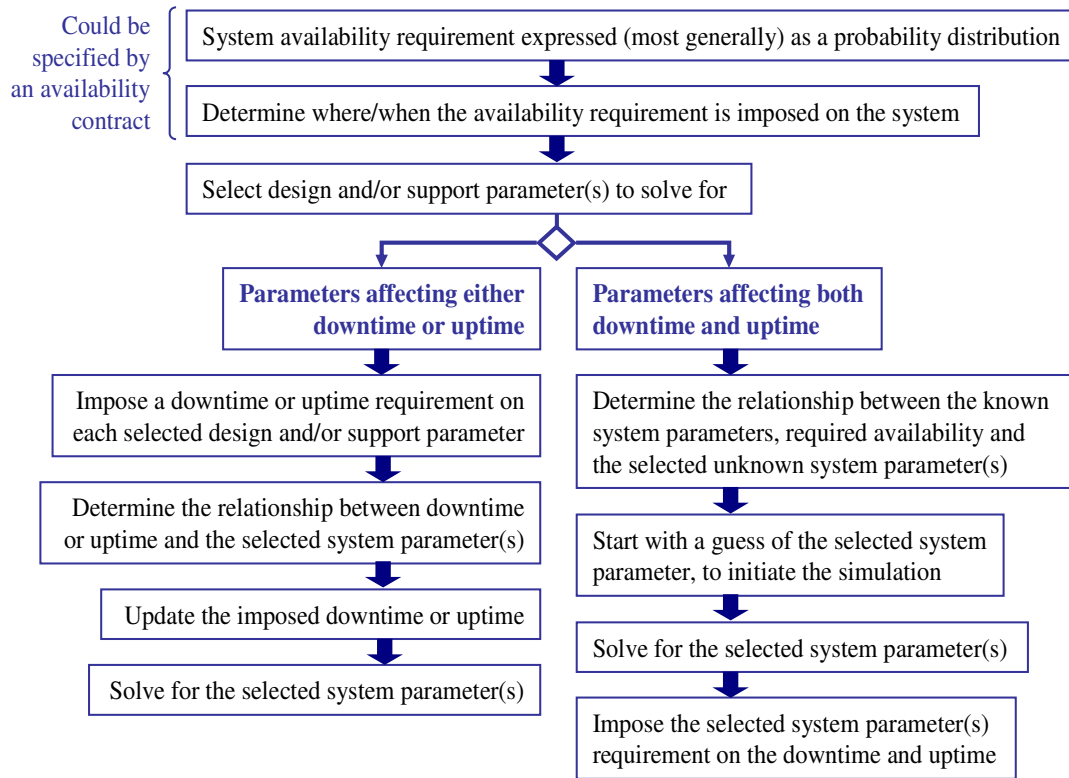 Could be
specified by
an availability
contract
System availability requirement expressed (most generally) as a probability distribution
Determine where/when the availability requirement is imposed on the system
Select design and/or support parameter(s) to solve for
Parameters affecting either
downtime or uptime
Impose a downtime or uptime requirement on
each selected design and/or support parameter
Determine the relationship between downtime
or uptime and the selected system parameter(s)
Update the imposed downtime or uptime
Solve for the selected system parameter(s)
Parameters affecting both
downtime and uptime
Determine the relationship between the known
system parameters, required availability and
the selected unknown system parameter(s)
Start with a guess of the selected system
parameter, to initiate the simulation
Solve for the selected system parameter(s)
Impose the selected system parameter(s)
requirement on the downtime and uptime